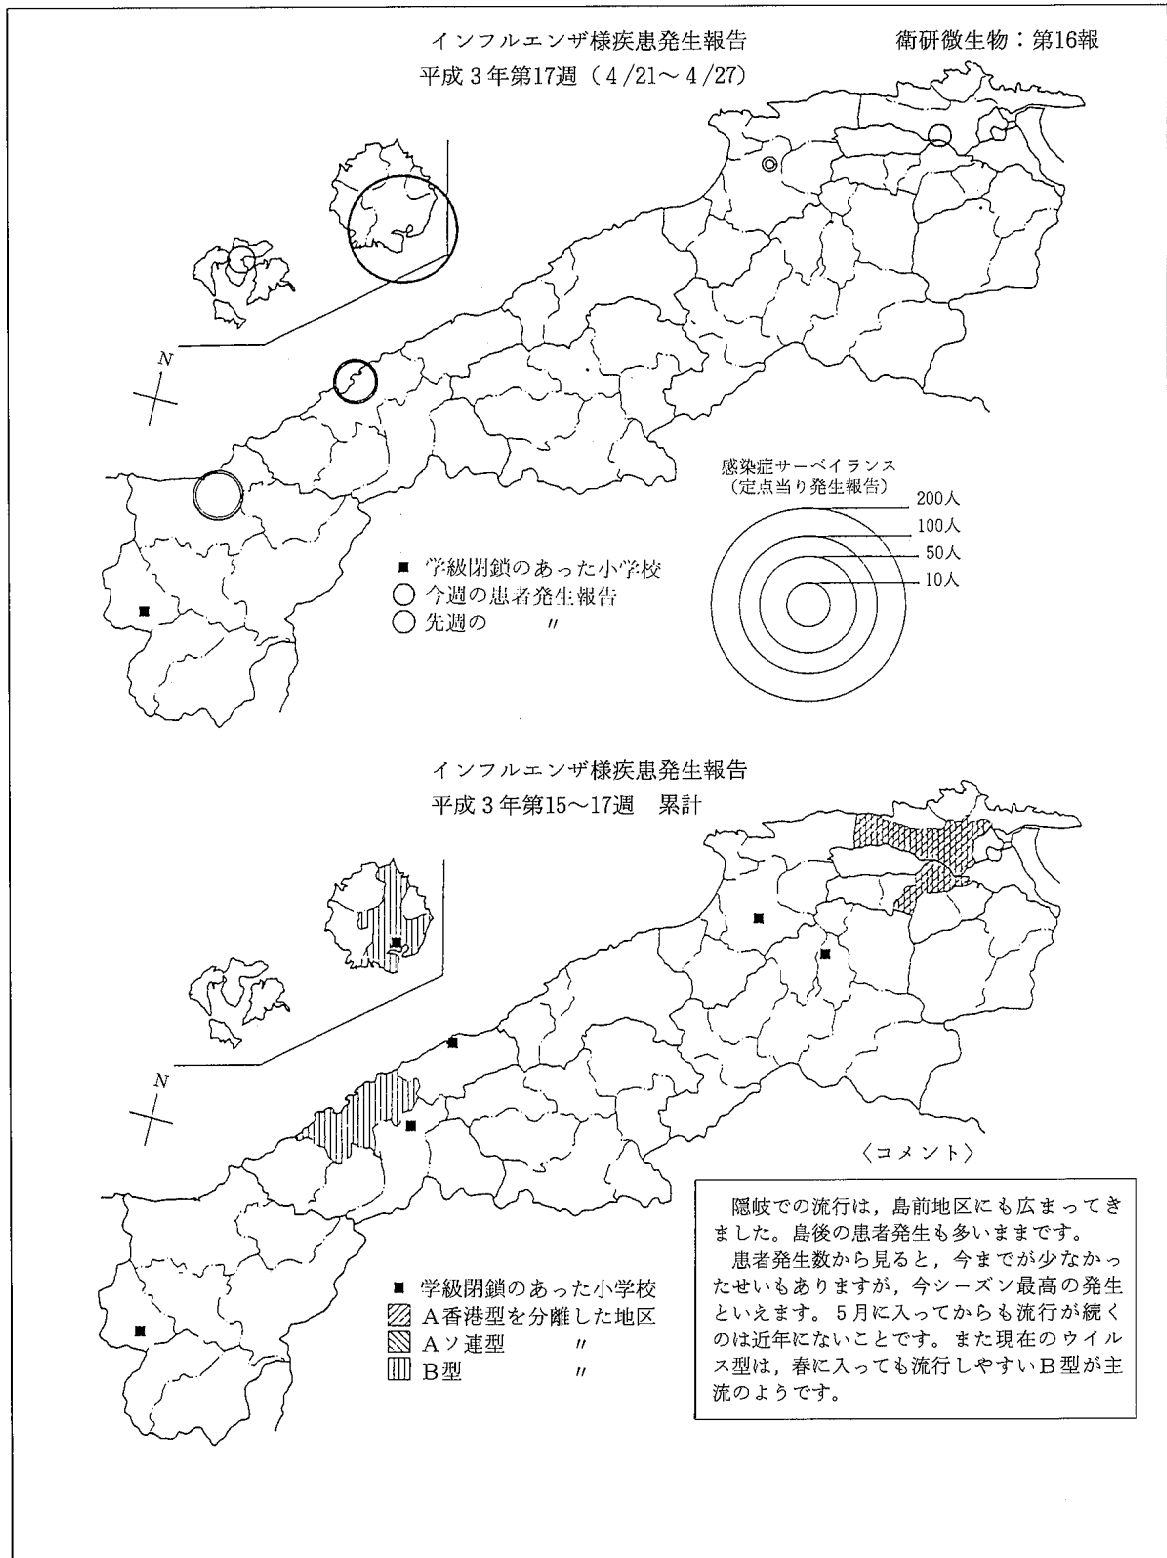 インフルエンザ様疾患発生報告
衛研微生物：第16報
平成3年第17週（4/21～4/27）
N
感染症サーベイランス
（定点当り発生報告）
200人
100人
50人
10人
■ 学級閉鎖のあった小学校
○ 今週の患者発生報告
○ 先週の 〃
インフルエンザ様疾患発生報告
平成3年第15～17週 累計
N
〈コメント〉
隠岐での流行は，島前地区にも広まってき
ました。島後の患者発生も多いままです。
患者発生数から見ると，今までが少なかっ
たせいもありますが，今シーズン最高の発生
といえます。5月に入ってからも流行が続く
のは近年にないことです。また現在のウイル
ス型は，春に入っても流行しやすいB型が主
流のようです。
■ 学級閉鎖のあった小学校
A香港型を分離した地区
Aソ連型 〃
B型 〃